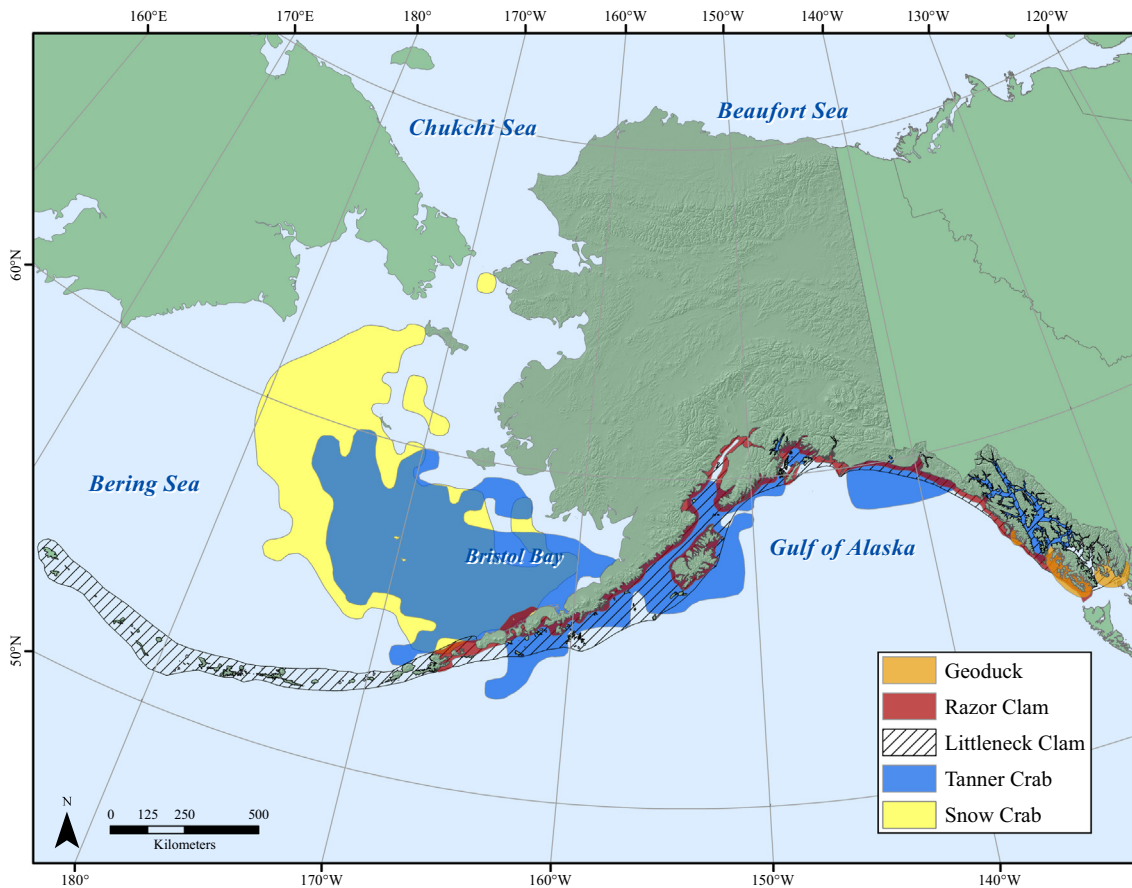 160°E 170°E 180° 170°W 160°W 150°W 140°W 130°W 120°W
Beaufort Sea
Chukchi Sea
60°N
Bering Sea
Bristol Bay
Gulf of Alaska
50°N
Geoduck
Razor Clam
Littleneck Clam
Tanner Crab
Snow Crab
N
0 125 250 500
Kilometers
180° 170°W 160°W 150°W 140°W